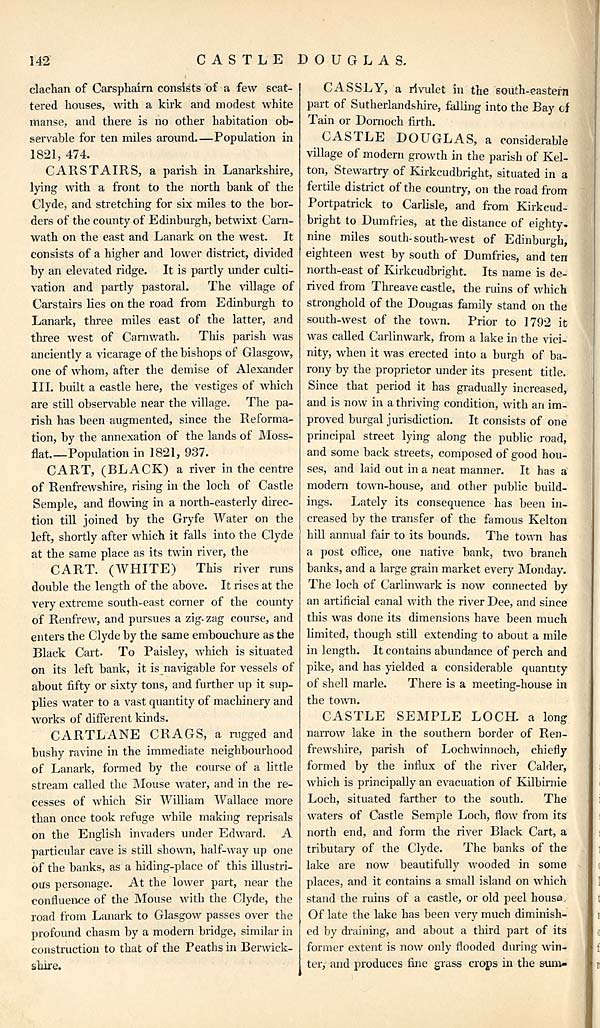 142
CASTLE DOUGLAS.
clachan of Carsphairn consists of a few scat-
tered houses, with a kirk and modest white
manse, and there is no other habitation ob-
servable for ten miles around.—Population in
1821, 474.
CARSTAIRS, a parish in Lanarkshire,
lying with a front to the north bank of the
Clyde, and stretching for six miles to the bor-
ders of the county of Edinburgh, betwixt Carn-
wath on the east and Lanark on the west. It
consists of a higher and lower district, divided
by an elevated ridge. It is partly under culti-
vation and partly pastoral. The village of
Carstairs lies on the road from Edinburgh to
Lanark, three miles east of the latter, and
three west of Carnwath. This parish was
anciently a vicarage of the bishops of Glasgow,
one of whom, after the demise of Alexander
III. built a castle here, the vestiges of which
are still observable near the village. The pa-
rish has been augmented, since the Reforma-
tion, by the annexation of the lands of Moss-
flat.—Population in 1821, 937.
CART, (BLACK) a river in the centre
of Renfrewshire, rising in the loch of Castle
Semple, and flowing in a north-easterly direc-
tion till joined by the Gryfe Water on the
left, shortly after which it falls into the Clyde
at the same place as its twin river, the
CART. (WHITE) This river runs
double the length of the above. It rises at the
very extreme south-east corner of the county
of Renfrew, and pursues a zig-zag course, and
enters the Clyde by the same embouchure as the
Black Cart. To Paisley, which is situated
on its left bank, it is navigable for vessels of
about fifty or sixty tons, and further up it sup-
plies water to a vast quantity of machinery and
works of different kinds.
CARTLANE CRAGS, a rugged and
bushy ravine in the immediate neighbourhood
of Lanark, formed by the course of a little
stream called the Mouse water, and in the re-
cesses of which Sir William Wallace more
than once took refuge while making reprisals
on the English invaders under Edward. A
particular cave is still shown, half-way up one
of the banks, as a hiding-place of this illustri-
ous personage. At the lower part, near the
confluence of the Mouse with the Clyde, the
road from Lanark to Glasgow passes over the
profound chasm by a modern bridge, similar in
construction to that of the Peaths in Berwick-
shire.
CASSLY, a rivulet in the south-eastern
part of Sutherlandshire, falling into the Bay of
Tain or Dornoch firth.
CASTLE DOUGLAS, a considerable
village of modern growth in the parish of Kel-
ton, Stewartry of Kirkcudbright, situated in a
fertile district of the country, on the road from
Portpatrick to Carlisle, and from Kirkcud-
bright to Dumfries, at the distance of eighty-
nine miles south-south-west of Edinburgh,
eighteen west by south of Dumfries, and ten
north-east of Kirkcudbright. Its name is de-
rived from Threave castle, the ruins of which
stronghold of the Douglas family stand on the
south-west of the town. Prior to 1792 it
was called Carlinwark, from a lake in the vici-
nity, when it was erected into a burgh of ba-
rony by the proprietor under its present title.
Since that period it has gradually increased,
and is now in a thriving condition, with an im-
proved burgal jurisdiction. It consists of one
principal street lying along the public road,
and some back streets, composed of good hou-
ses, and laid out in a neat manner. It has a
modern town-house, and other public build-
ings. Lately its consequence has been in-
creased by the transfer of the famous Kelton
hill annual fair to its bounds. The town has
a post office, one native bank, two branch
banks, and a large grain market every Monday.
The loch of Carlinwark is now connected by
an artificial canal with the river Dee, and since
this was done its dimensions have been much
limited, though still extending to about a mile
in length. It contains abundance of perch and
pike, and has yielded a considerable quantity
of shell marle. There is a meeting-house in
the town.
CASTLE SEMPLE LOCH. a long
narrow lake in the southern border of Ren-
frewshire, parish of Lochwinnoch, chiefly
formed by the influx of the river Calder,
which is principally an evacuation of Kilbirnie
Loch, situated farther to the south. The
waters of Castle Semple Loch, flow from its
north end, and form the river Black Cart, a
tributary of the Clyde. The banks of the
lake are now beautifully wooded in some
places, and it contains a small island on which
stand the ruins of a castle, or old peel house.
Of late the lake has been very much diminish-
ed by draining, and about a third part of its
former extent is now only flooded during win-
ter, and produces fine grass crops in the sum-